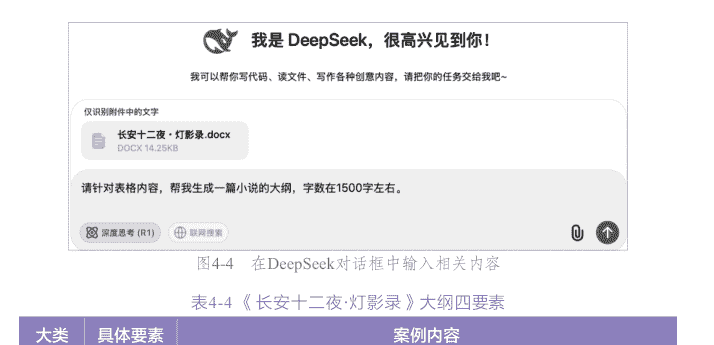 我是 DeepSeek，很高兴见到你！
我可以帮你写代码、读文件、写作各种创意内容，请把你的任务交给我吧~
仅识别附件中的文字
长安十二夜·灯影录.docx
DOCX 14.25KB
请针对表格内容，帮我生成一篇小说的大纲，字数在1500字左右。
深度思考 (R1) 联网搜索
图4-4 在DeepSeek对话框中输入相关内容
表4-4 《长安十二夜·灯影录》大纲四要素
大类 具体要素 案例内容